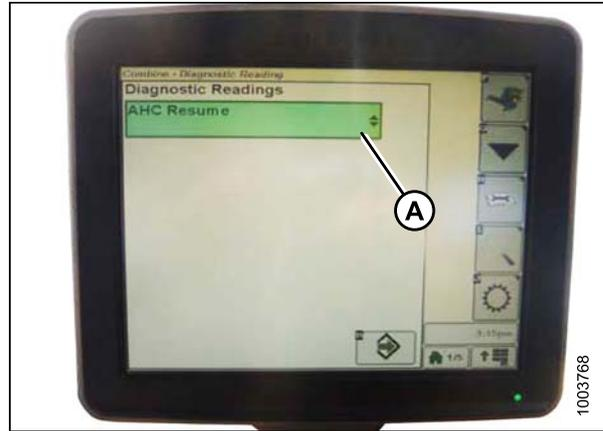 Combine - Diagnostic Reading
Diagnostic Readings
AHC Resume
A
3:15pm
1/5
1003768